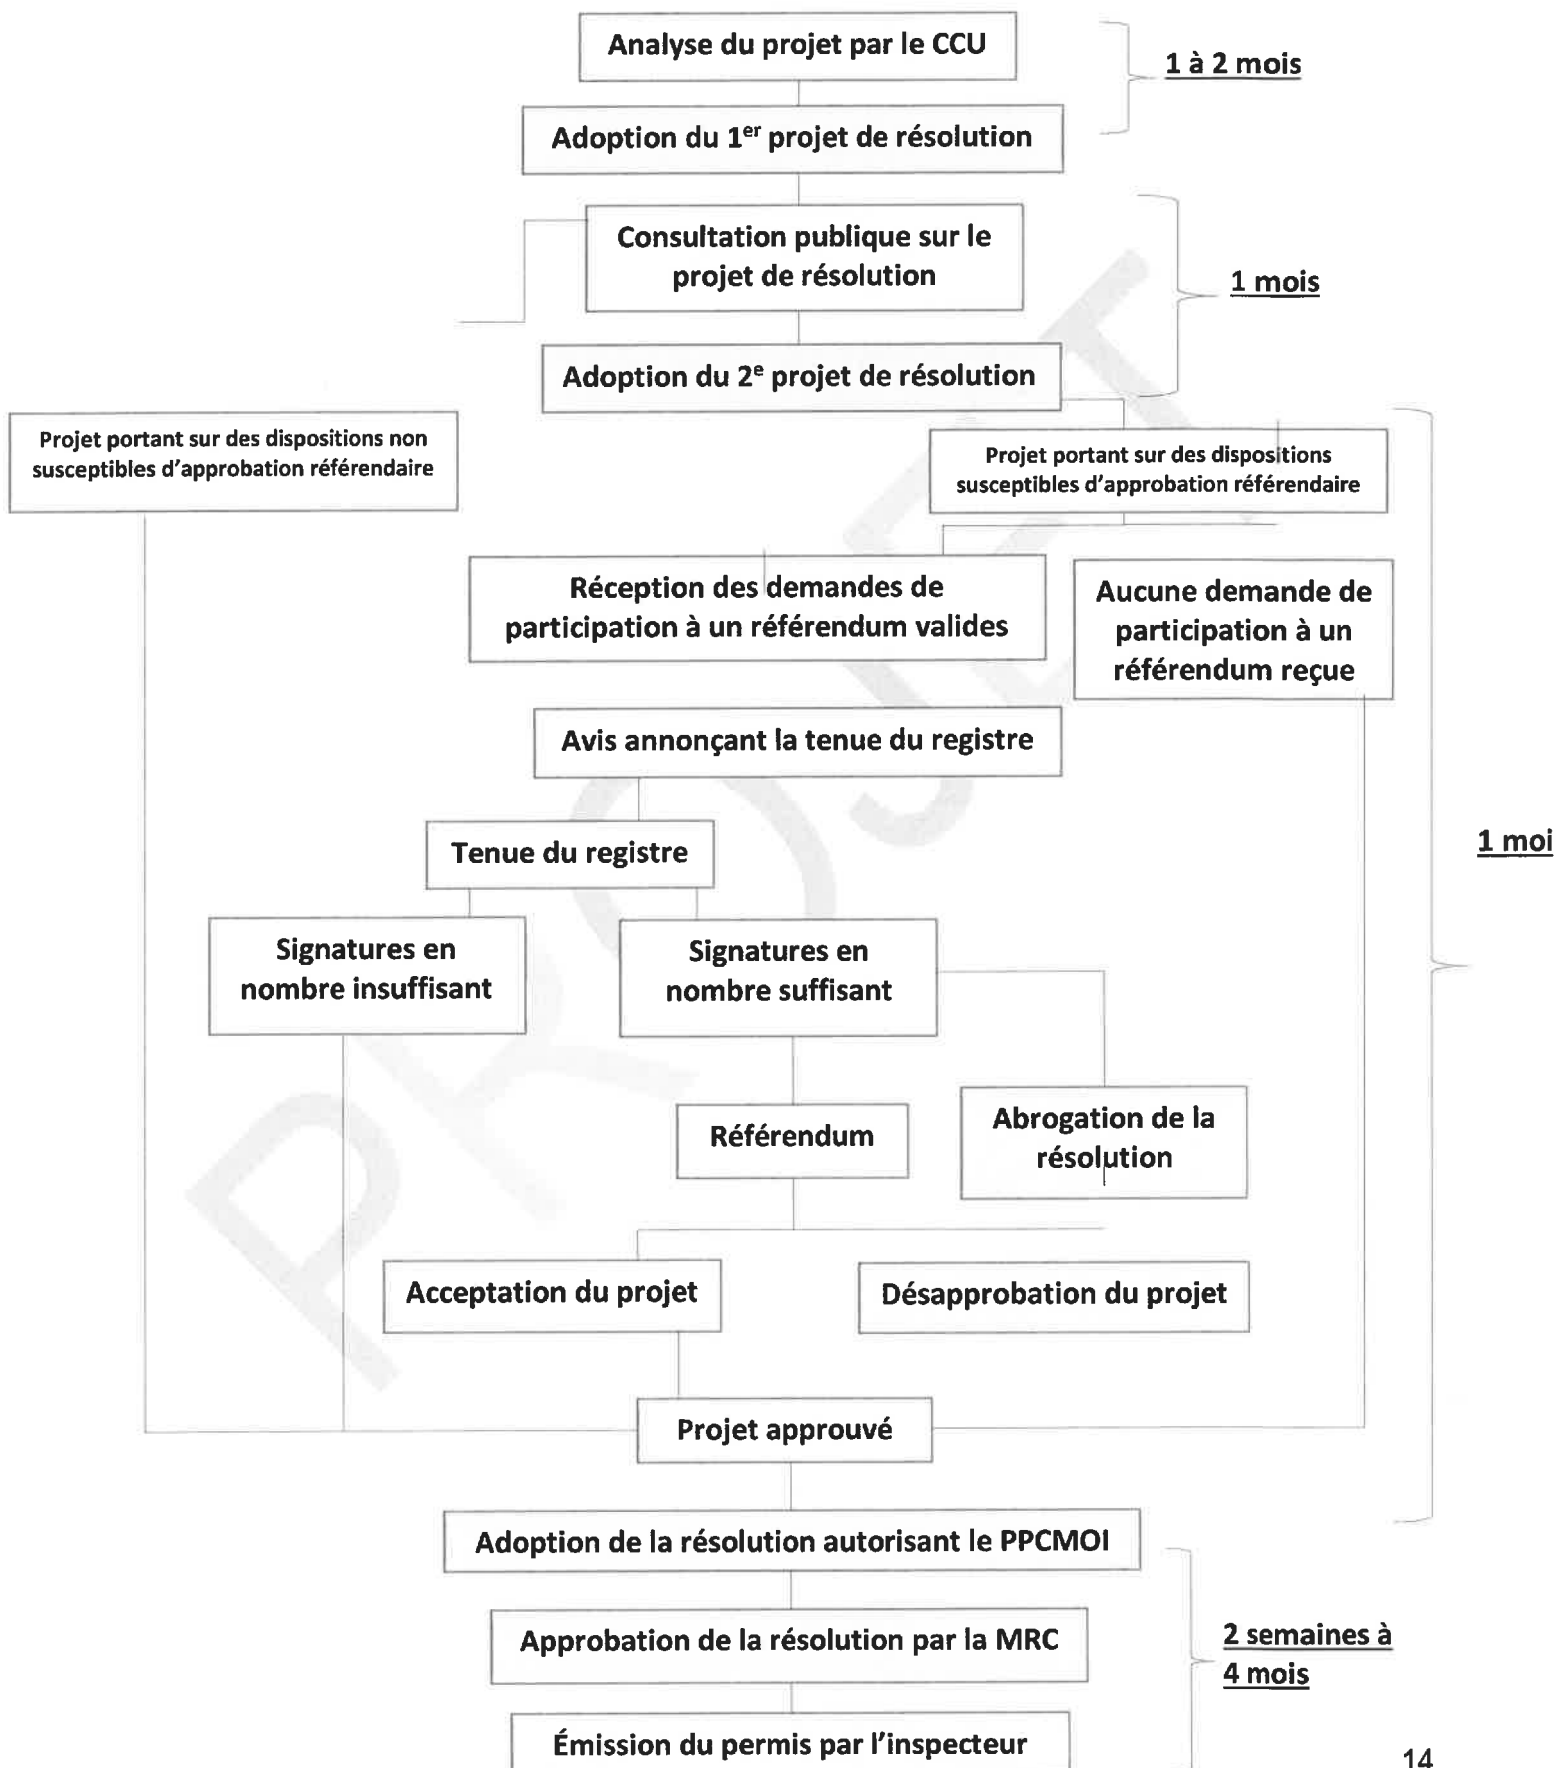 Analyse du projet par le CCU
1 à 2 mois
Adoption du 1er projet de résolution
Consultation publique sur le
projet de résolution
1 mois
Adoption du 2e projet de résolution
Projet portant sur des dispositions non
susceptibles d'approbation référendaire
Projet portant sur des dispositions
susceptibles d'approbation référendaire
Réception des demandes de
participation à un référendum valides
Aucune demande de
participation à un
référendum reçue
Avis annonçant la tenue du registre
1 moi
Tenue du registre
Signatures en
nombre insuffisant
Signatures en
nombre suffisant
Référendum
Abrogation de la
résolution
Acceptation du projet
Désapprobation du projet
Projet approuvé
Adoption de la résolution autorisant le PPCMOI
Approbation de la résolution par la MRC
2 semaines à
4 mois
Émission du permis par l'inspecteur
14
PROJET